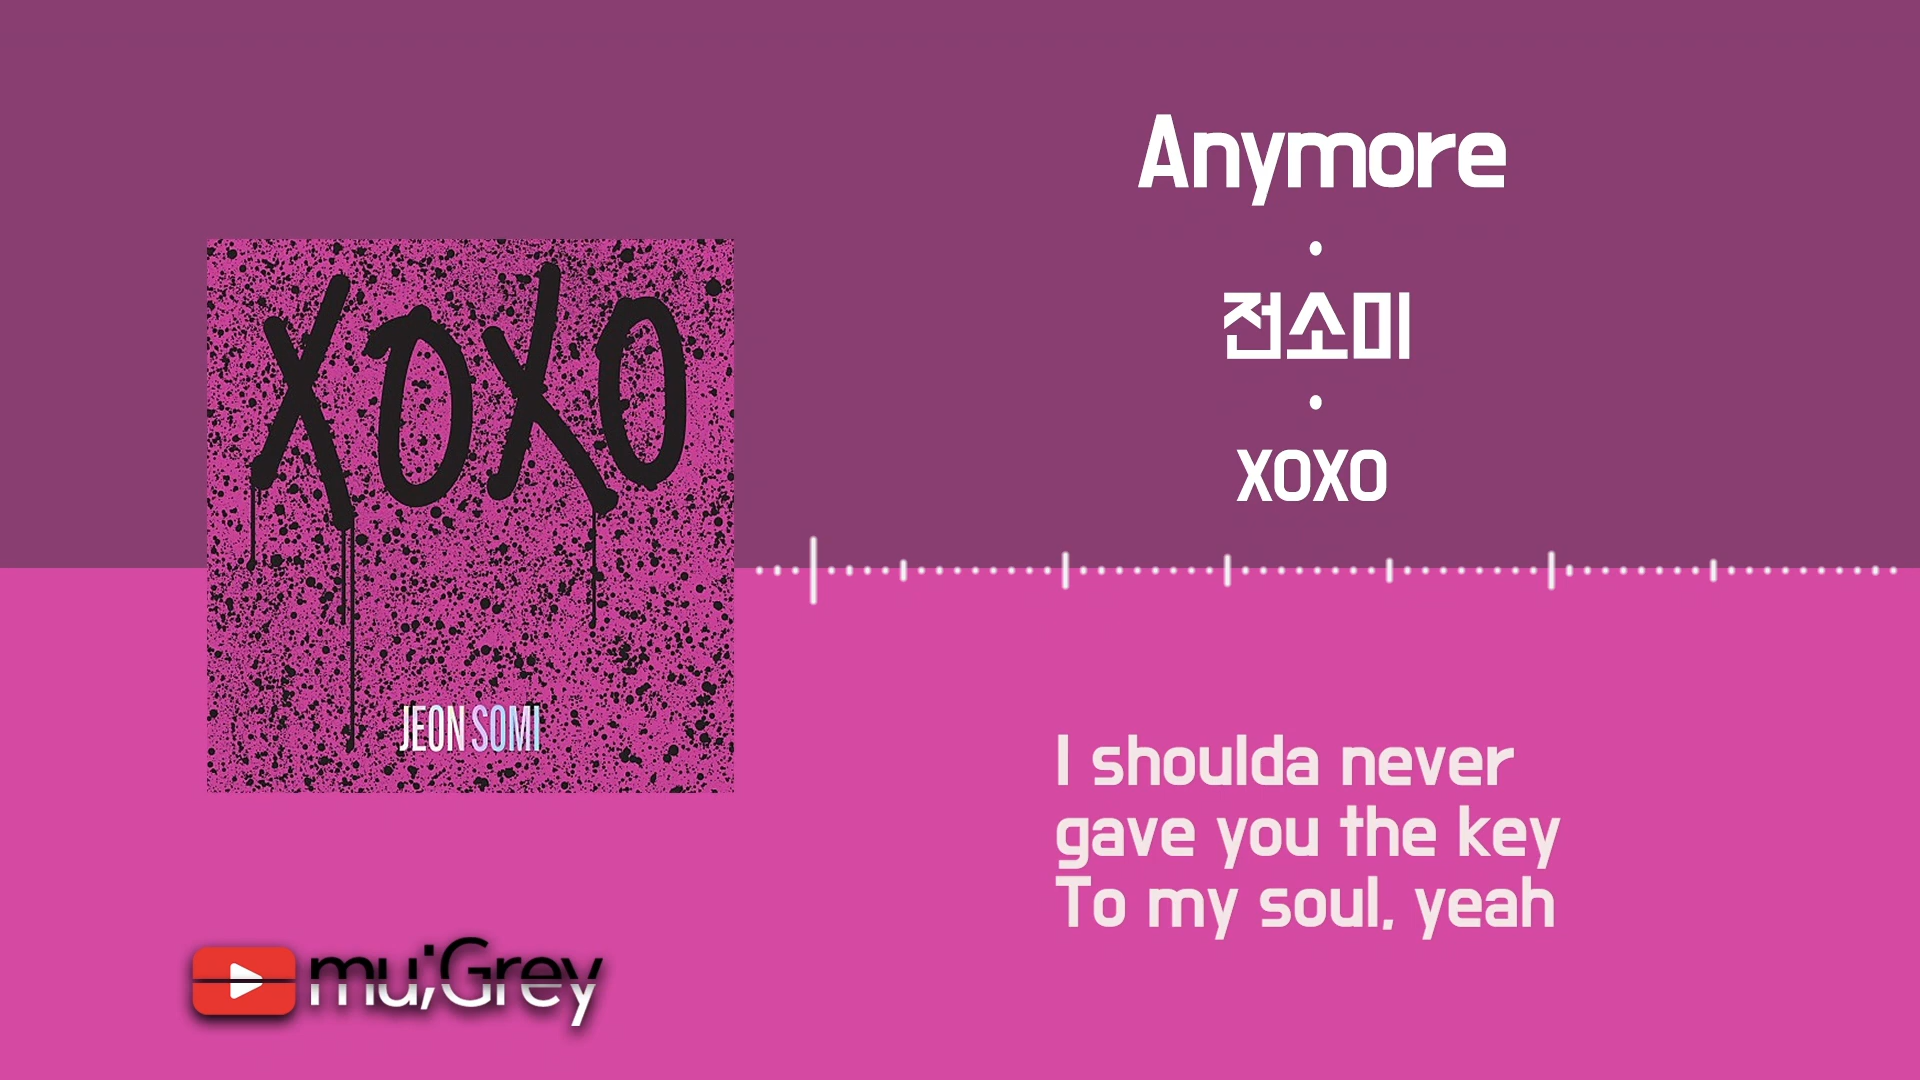 Anymore
•
전소미
•
XOXO
XOXO
JEON SOMI
I shoulda never
gave you the key
To my soul, yeah
mu;Grey